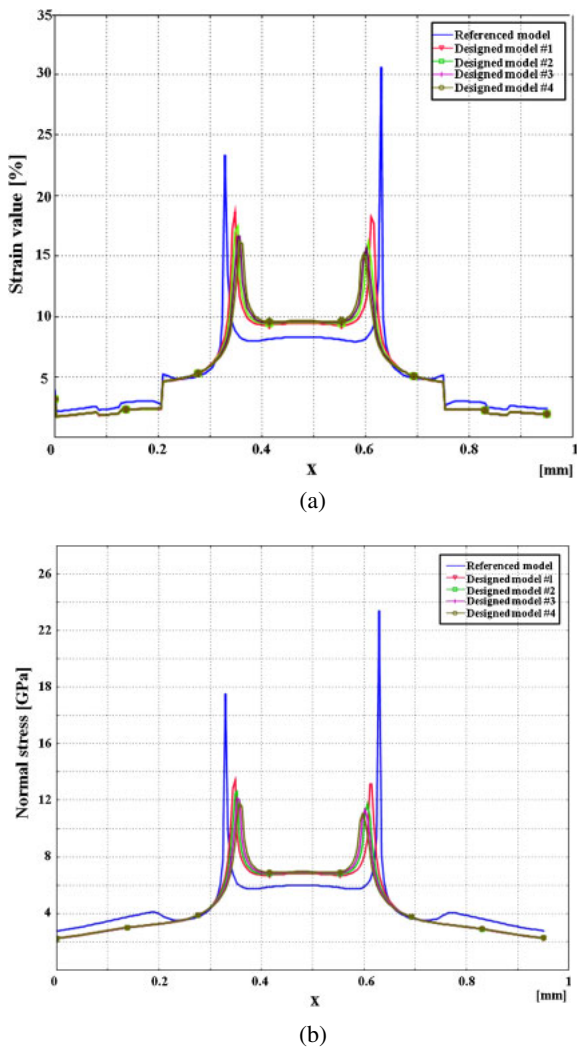 35
30
25
20
15
10
5
Strain value [%]
Referenced model
Designed model #1
Designed model #2
Designed model #3
Designed model #4
0
0.2
0.4
0.6
0.8
1
X
[mm]
(a)
26
22
18
14
12
8
4
Normal stress [GPa]
Referenced model
Designed model #1
Designed model #2
Designed model #3
Designed model #4
0
0.2
0.4
0.6
0.8
1
X
[mm]
(b)